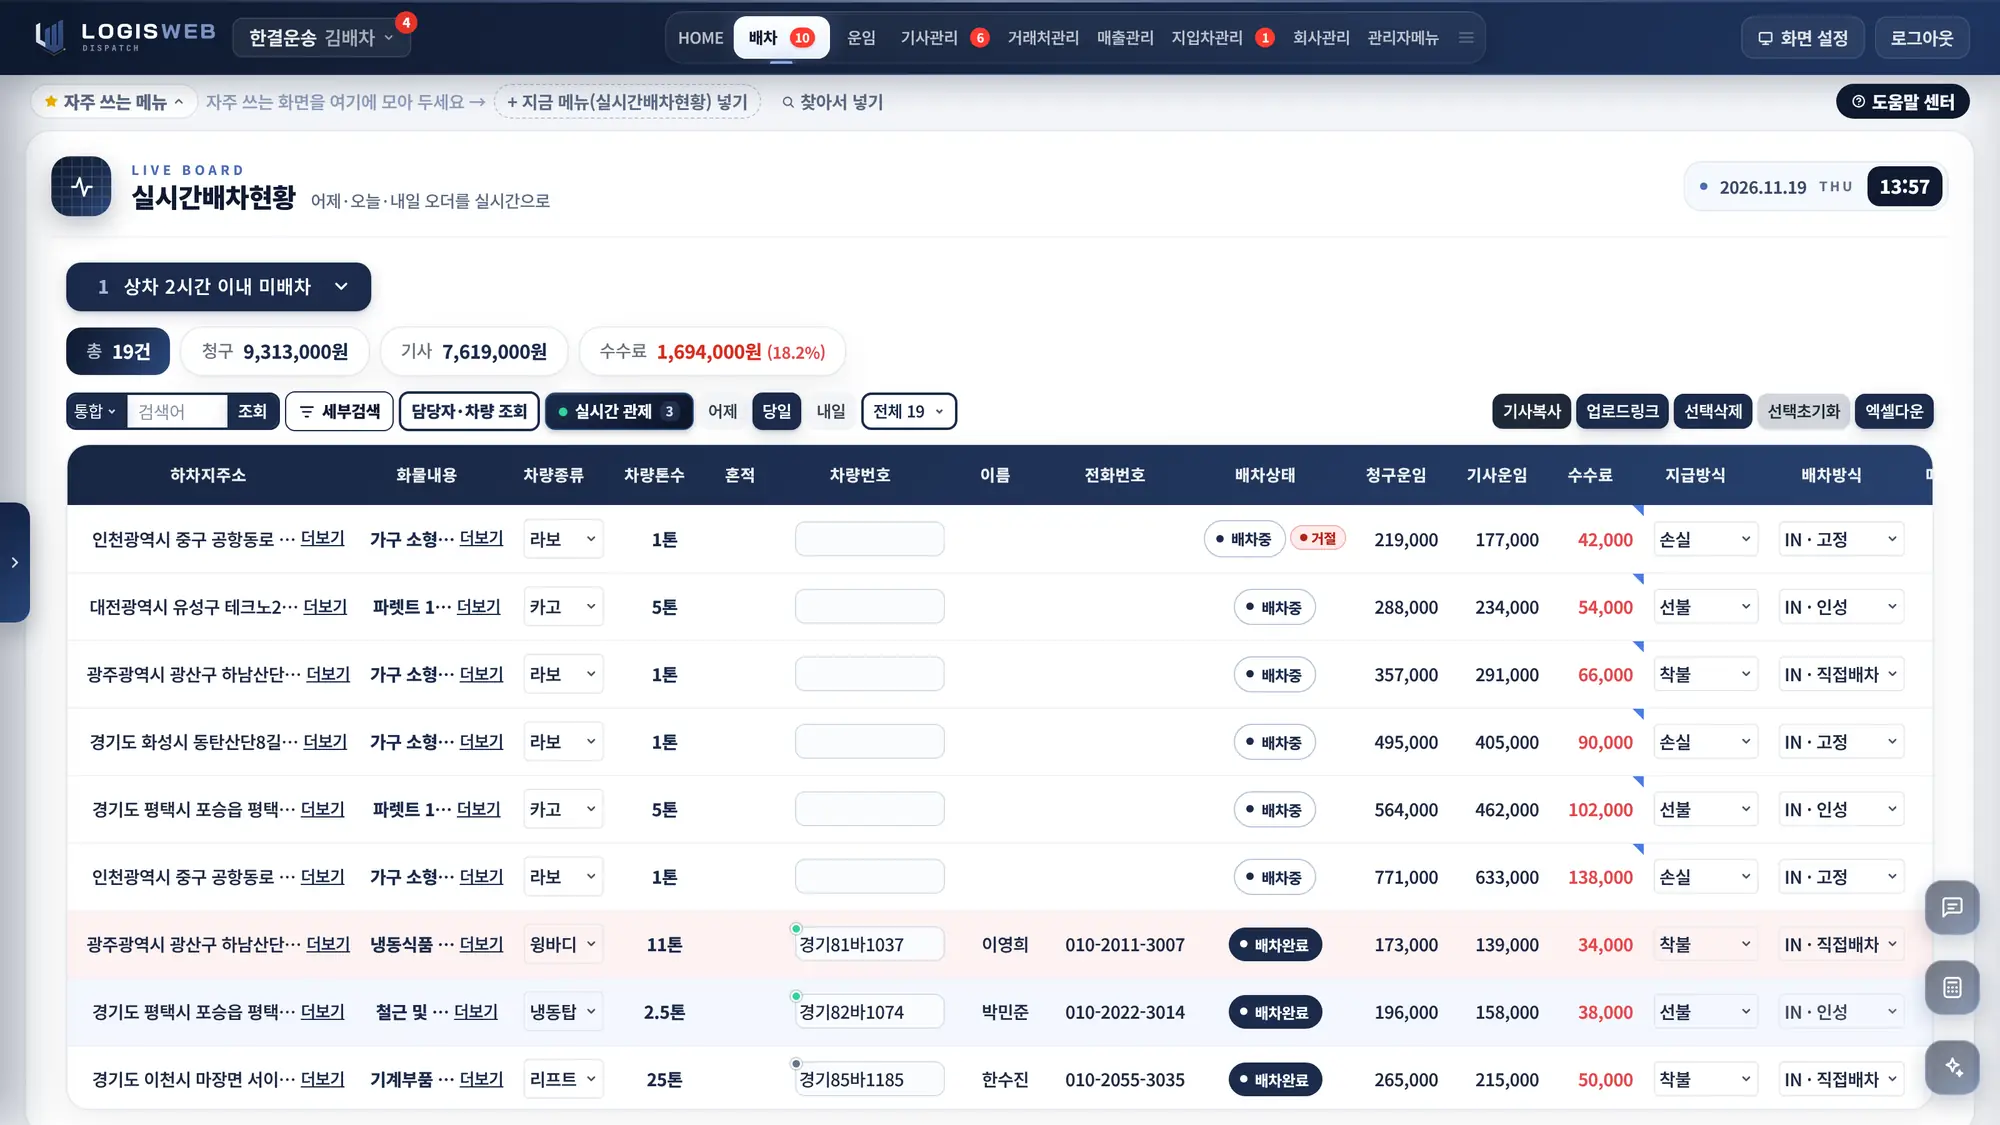 LOGISWEB
DISPATCH
한결운송 김배차
4
HOME 배차 10 운임 기사관리 6 거래처관리 매출관리 지입차관리 1 회사관리 관리자메뉴
화면 설정
로그아웃
자주 쓰는 메뉴 자주 쓰는 화면을 여기에 모아 두세요 → + 지금 메뉴(실시간배차현황) 넣기 찾아서 넣기
도움말 센터
LIVE BOARD
실시간배차현황 어제·오늘·내일 오더를 실시간으로
2026.11.19 THU 13:57
1 상차 2시간 이내 미배차
총 19건 청구 9,313,000원 기사 7,619,000원 수수료 1,694,000원 (18.2%)
통합 검색어 조회 세부검색 담당자·차량 조회 실시간 관제 3 어제 당일 내일 전체 19
기사복사 업로드링크 선택삭제 선택초기화 엑셀다운
하차지주소 화물내용 차량종류 차량톤수 혼적 차량번호 이름 전화번호 배차상태 청구운임 기사운임 수수료 지급방식 배차방식
인천광역시 중구 공항동로 ··· 더보기 가구 소형··· 더보기 라보 1톤 배차중 거절 219,000 177,000 42,000 손실 IN · 고정
대전광역시 유성구 테크노2··· 더보기 파렛트 1··· 더보기 카고 5톤 배차중 288,000 234,000 54,000 선불 IN · 인성
광주광역시 광산구 하남산단··· 더보기 가구 소형··· 더보기 라보 1톤 배차중 357,000 291,000 66,000 착불 IN · 직접배차
경기도 화성시 동탄산단8길··· 더보기 가구 소형··· 더보기 라보 1톤 배차중 495,000 405,000 90,000 손실 IN · 고정
경기도 평택시 포승읍 평택··· 더보기 파렛트 1··· 더보기 카고 5톤 배차중 564,000 462,000 102,000 선불 IN · 인성
인천광역시 중구 공항동로 ··· 더보기 가구 소형··· 더보기 라보 1톤 배차중 771,000 633,000 138,000 손실 IN · 고정
광주광역시 광산구 하남산단··· 더보기 냉동식품 ··· 더보기 윙바디 11톤 경기81바1037 이영희 010-2011-3007 배차완료 173,000 139,000 34,000 착불 IN · 직접배차
경기도 평택시 포승읍 평택··· 더보기 철근 및 ··· 더보기 냉동탑 2.5톤 경기82바1074 박민준 010-2022-3014 배차완료 196,000 158,000 38,000 선불 IN · 인성
경기도 이천시 마장면 서이··· 더보기 기계부품 ··· 더보기 리프트 25톤 경기85바1185 한수진 010-2055-3035 배차완료 265,000 215,000 50,000 착불 IN · 직접배차